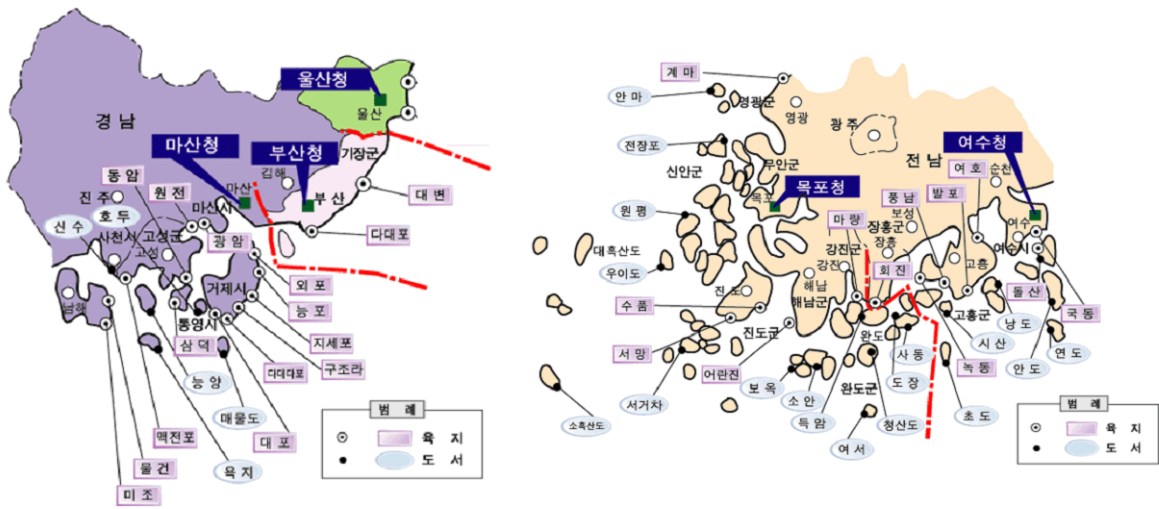 울산청
울산
경남
마산청
부산청
기장군
동암
원전
마산
김해
부산
대변
진주
호두
마산시
신수
사천시
고성군
고성
광암
다대포
외포
거제시
능포
남해
통영시
지세포
삼덕
다대다포
구조라
능양
매물도
맥전포
대포
물건
욕지
미조
범례
육지
도서
계마
안마
영광군
영광
광주
여수청
전장포
신안군
무안군
전남
여호
순천
목포청
목포
풍남
발포
원평
마량
보성
장흥군
여수
대흑산도
강진군
장흥
여수시
우이도
강진
회진
고흥
진도
해남
수품
해남군
돌산
국동
진도군
완도
고흥군
낭도
시산
서망
어란진
사동
연도
안도
녹동
보옥
도장
서거차
소안
완도군
초도
소흑산도
득암
청산도
여서
범례
육지
도서